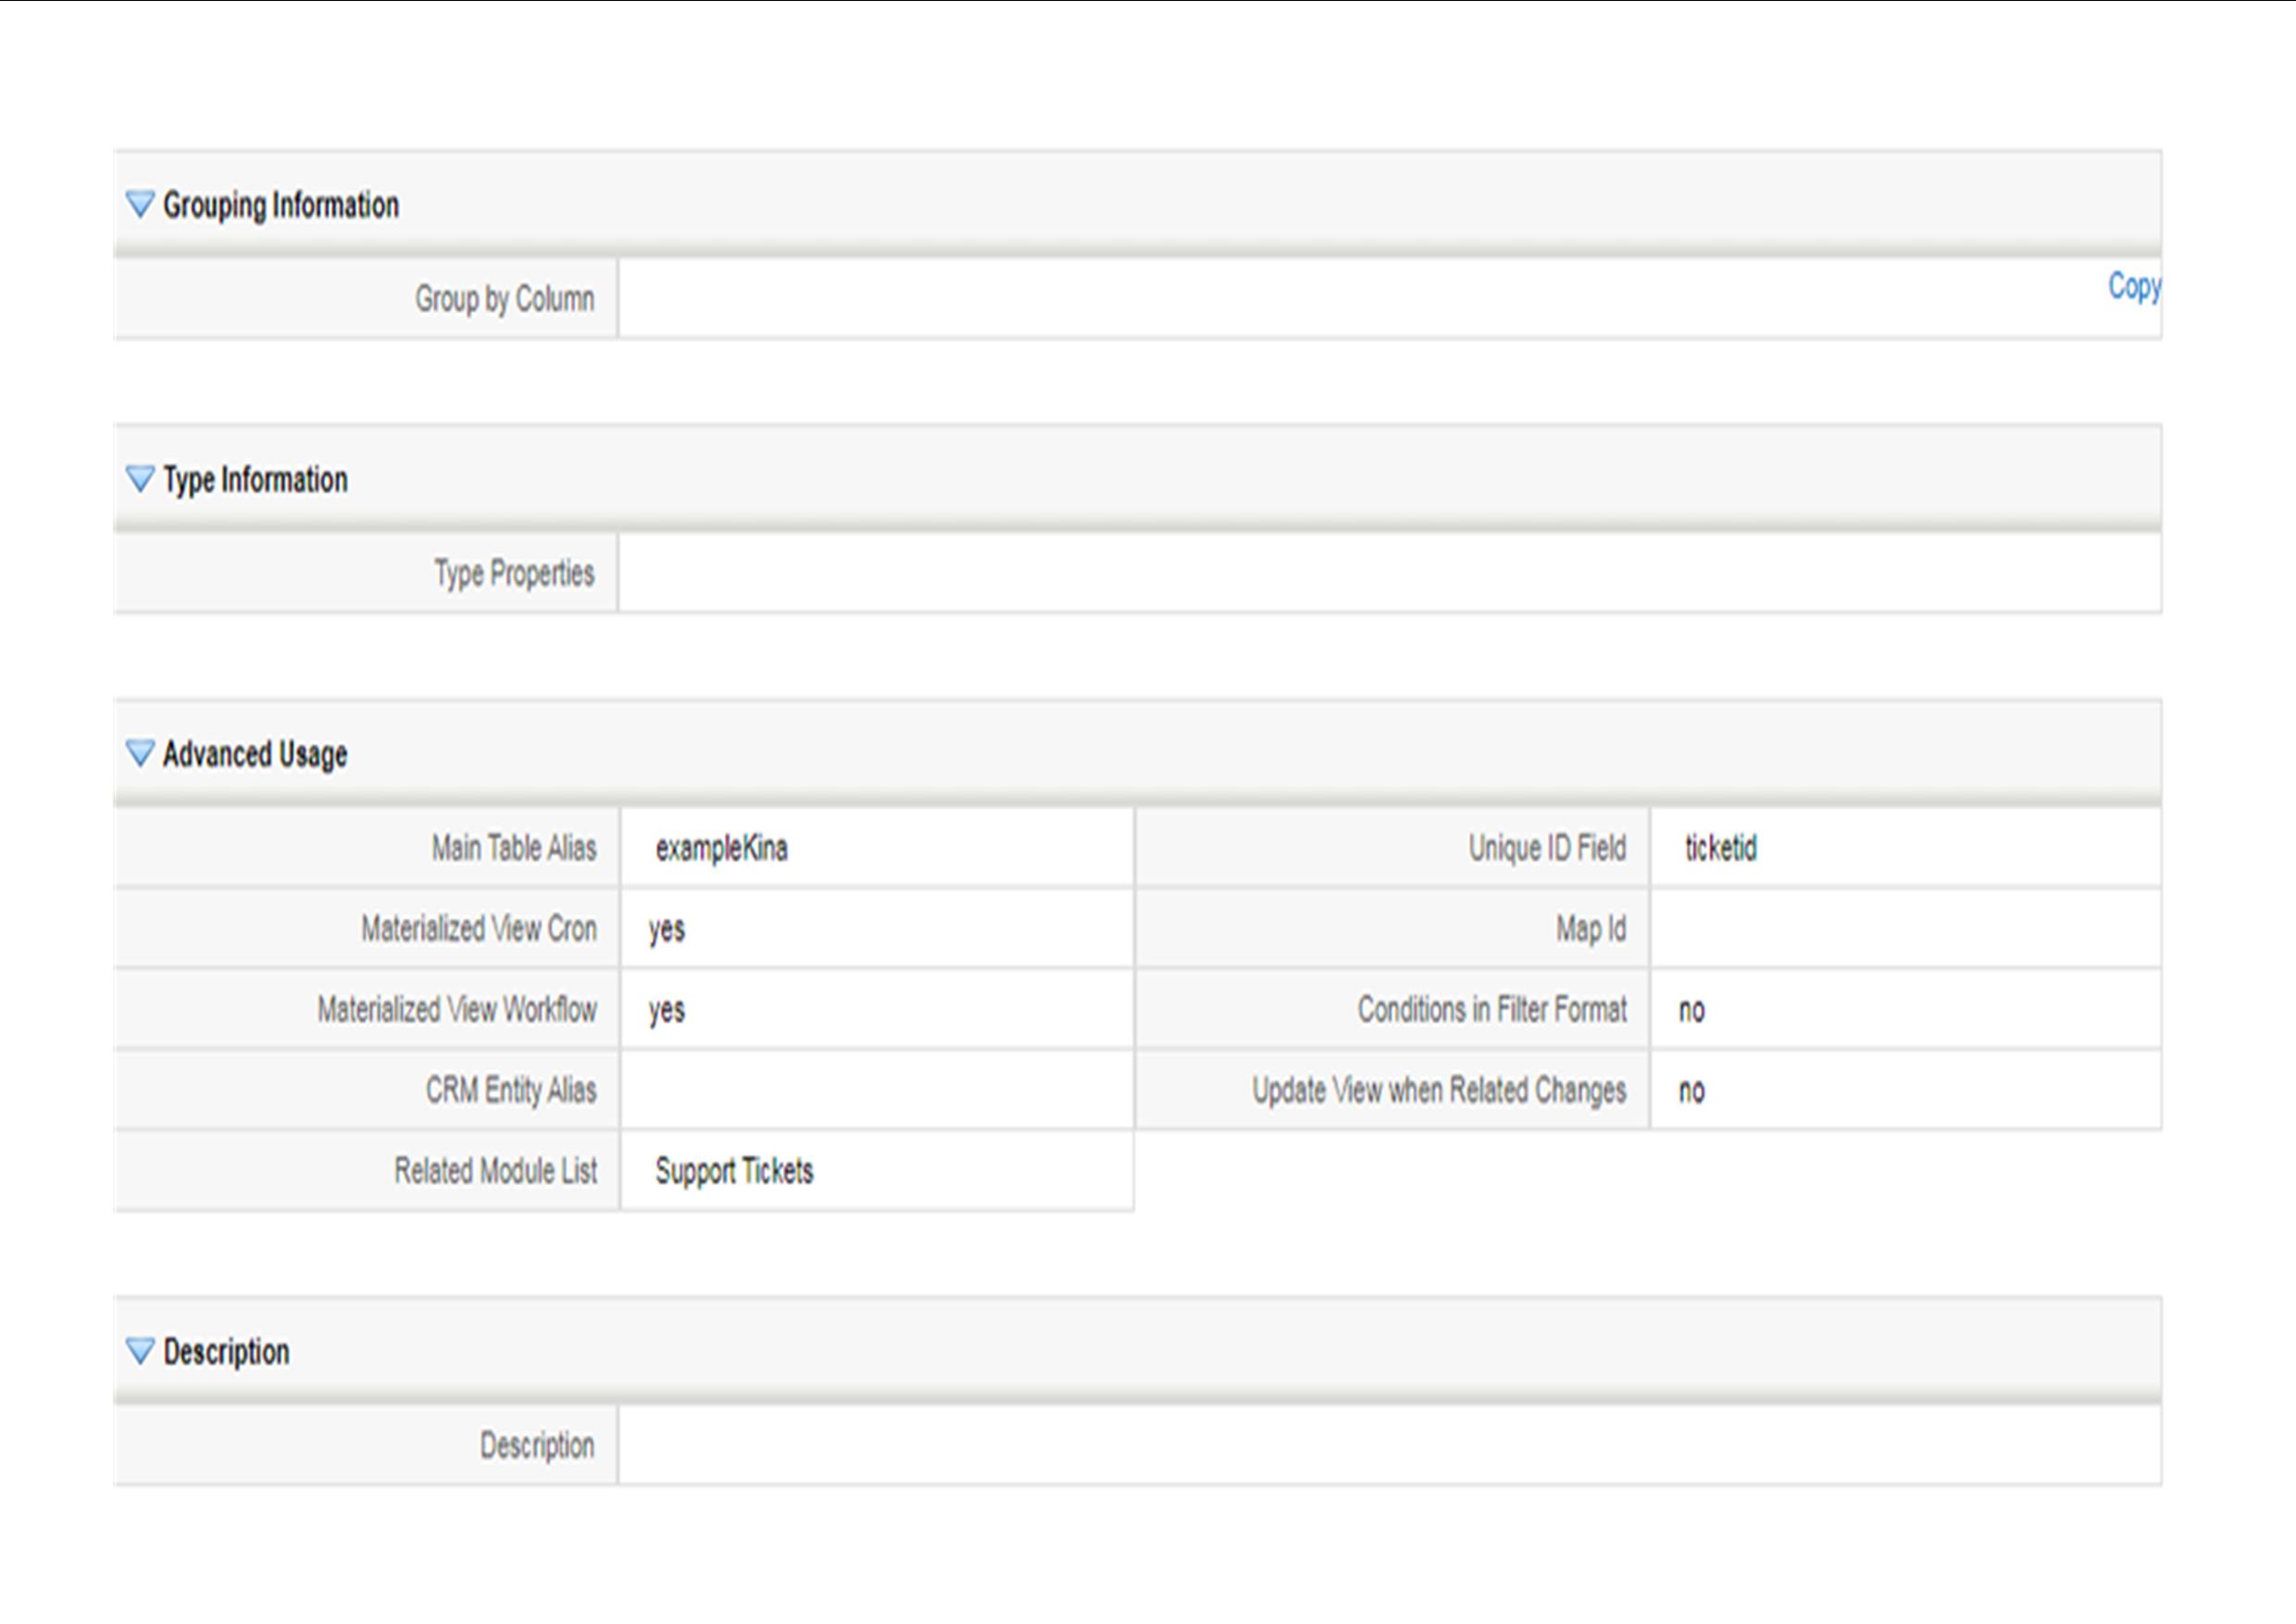 Grouping Information
Group by Column Copy
Type Information
Type Properties
Advanced Usage
Main Table Alias exampleKina Unique ID Field ticketid
Materialized View Cron yes Map Id
Materialized View Workflow yes Conditions in Filter Format no
CRM Entity Alias Update View when Related Changes no
Related Module List Support Tickets
Description
Description